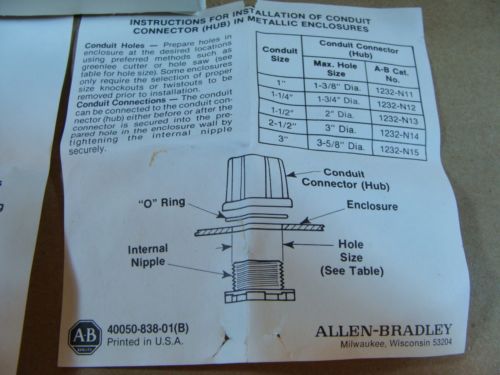 INSTRUCTIONS FOR INSTALLATION OF CONDUIT
CONNECTOR (HUB) IN METALLIC ENCLOSURES
Conduit Holes — Prepare holes in
enclosure at the desired locations
using preferred methods such as
greenlee cutter or hole saw (see
table for hole size). Some enclosures
only require the selection of proper
size knockouts or twistouts to be
removed prior to installation.
Conduit Connections — The conduit
can be connected to the conduit con-
nector (hub) either before or after the
connector is secured into the pre-
pared hole in the enclosure wall by
tightening the internal nipple
securely.
Conduit Size
Conduit Connector (Hub)
Max. Hole Size
A-B Cat. No.
1" 1-3/8" Dia. 1232-N11
1-1/4" 1-3/4" Dia. 1232-N12
1-1/2" 2" Dia. 1232-N13
2-1/2" 3" Dia. 1232-N14
3" 3-5/8" Dia. 1232-N15
Conduit
Connector (Hub)
"O" Ring
Enclosure
Internal
Nipple
Hole
Size
(See Table)
A-B
40050-838-01(B)
Printed in U.S.A.
ALLEN-BRADLEY
Milwaukee, Wisconsin 53204